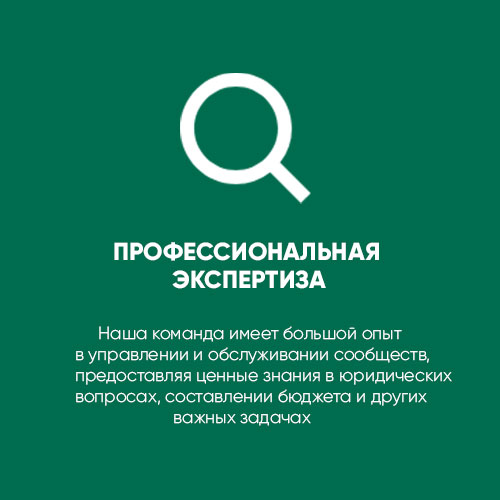 ПРОФЕССИОНАЛЬНАЯ
ЭКСПЕРТИЗА
Наша команда имеет большой опыт
в управлении и обслуживании сообществ,
предоставляя ценные знания в юридических
вопросах, составлении бюджета и других
важных задачах